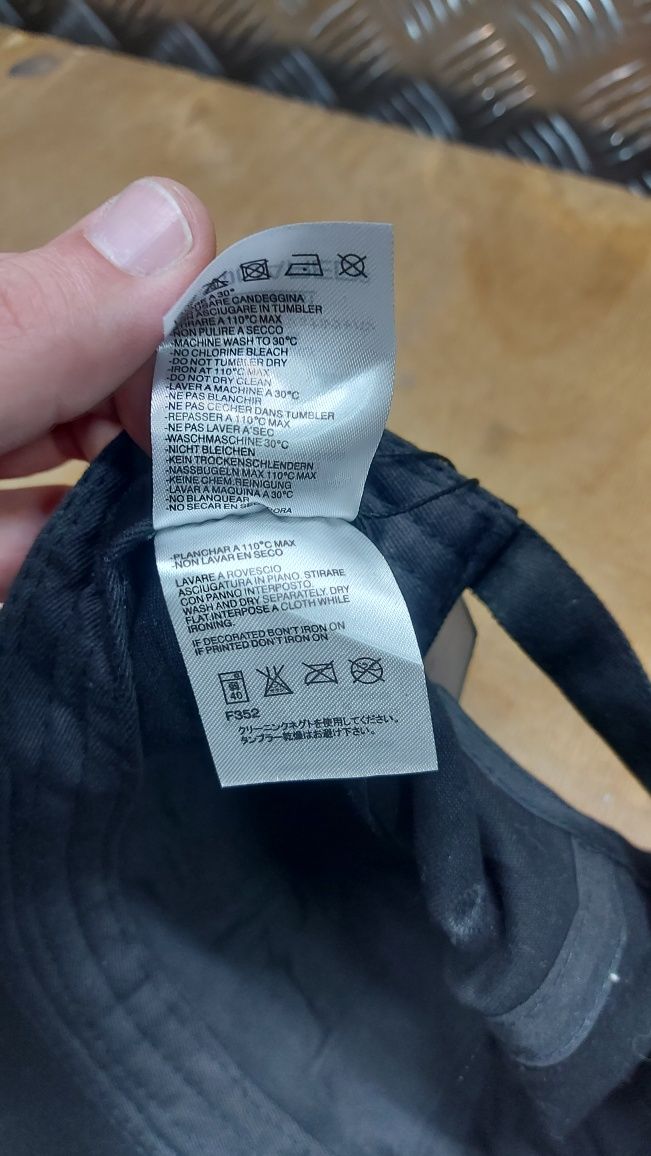 A 30°
USARE CANDEGGINA
ASCIUGARE IN TUMBLER
A 110°C MAX
-NON PULIRE A SECCO
-MACHINE WASH TO 30°C
-NO CHLORINE BLEACH
-DO NOT TUMBLER DRY
-IRON AT 110°C MAX
-DO NOT DRY CLEAN
-LAVER A MACHINE A 30°C
-NE PAS BLANCHIR
-NE PAS CECHER DANS TUMBLER
-REPASSER A 110°C MAX
-NE PAS LAVER A SEC
-WASCHMASCHINE 30°C
-NICHT BLEICHEN
-KEIN TROCKENSCHLENDERN
-NASSBUGELN MAX 110°C MAX
-KEINE CHEM.REINIGUNG
-LAVAR A MAQUINA A 30°C
-NO BLANQUEAR
-NO SECAR EN
-PLANCHAR A 110°C MAX
-NON LAVAR EN SECO
LAVARE A ROVESCIO
ASCIUGATURA IN PIANO. STIRARE
CON PANNO INTERPOSTO.
WASH AND DRY SEPARATELY. DRY
FLAT.INTERPOSE A CLOTH WHILE
IRONING.
IF DECORATED BON'T IRON ON
IF PRINTED DON'T IRON ON
40
F352
クリーニンクネグトを使用してください。
タンブラー乾燥はお避け下さい。